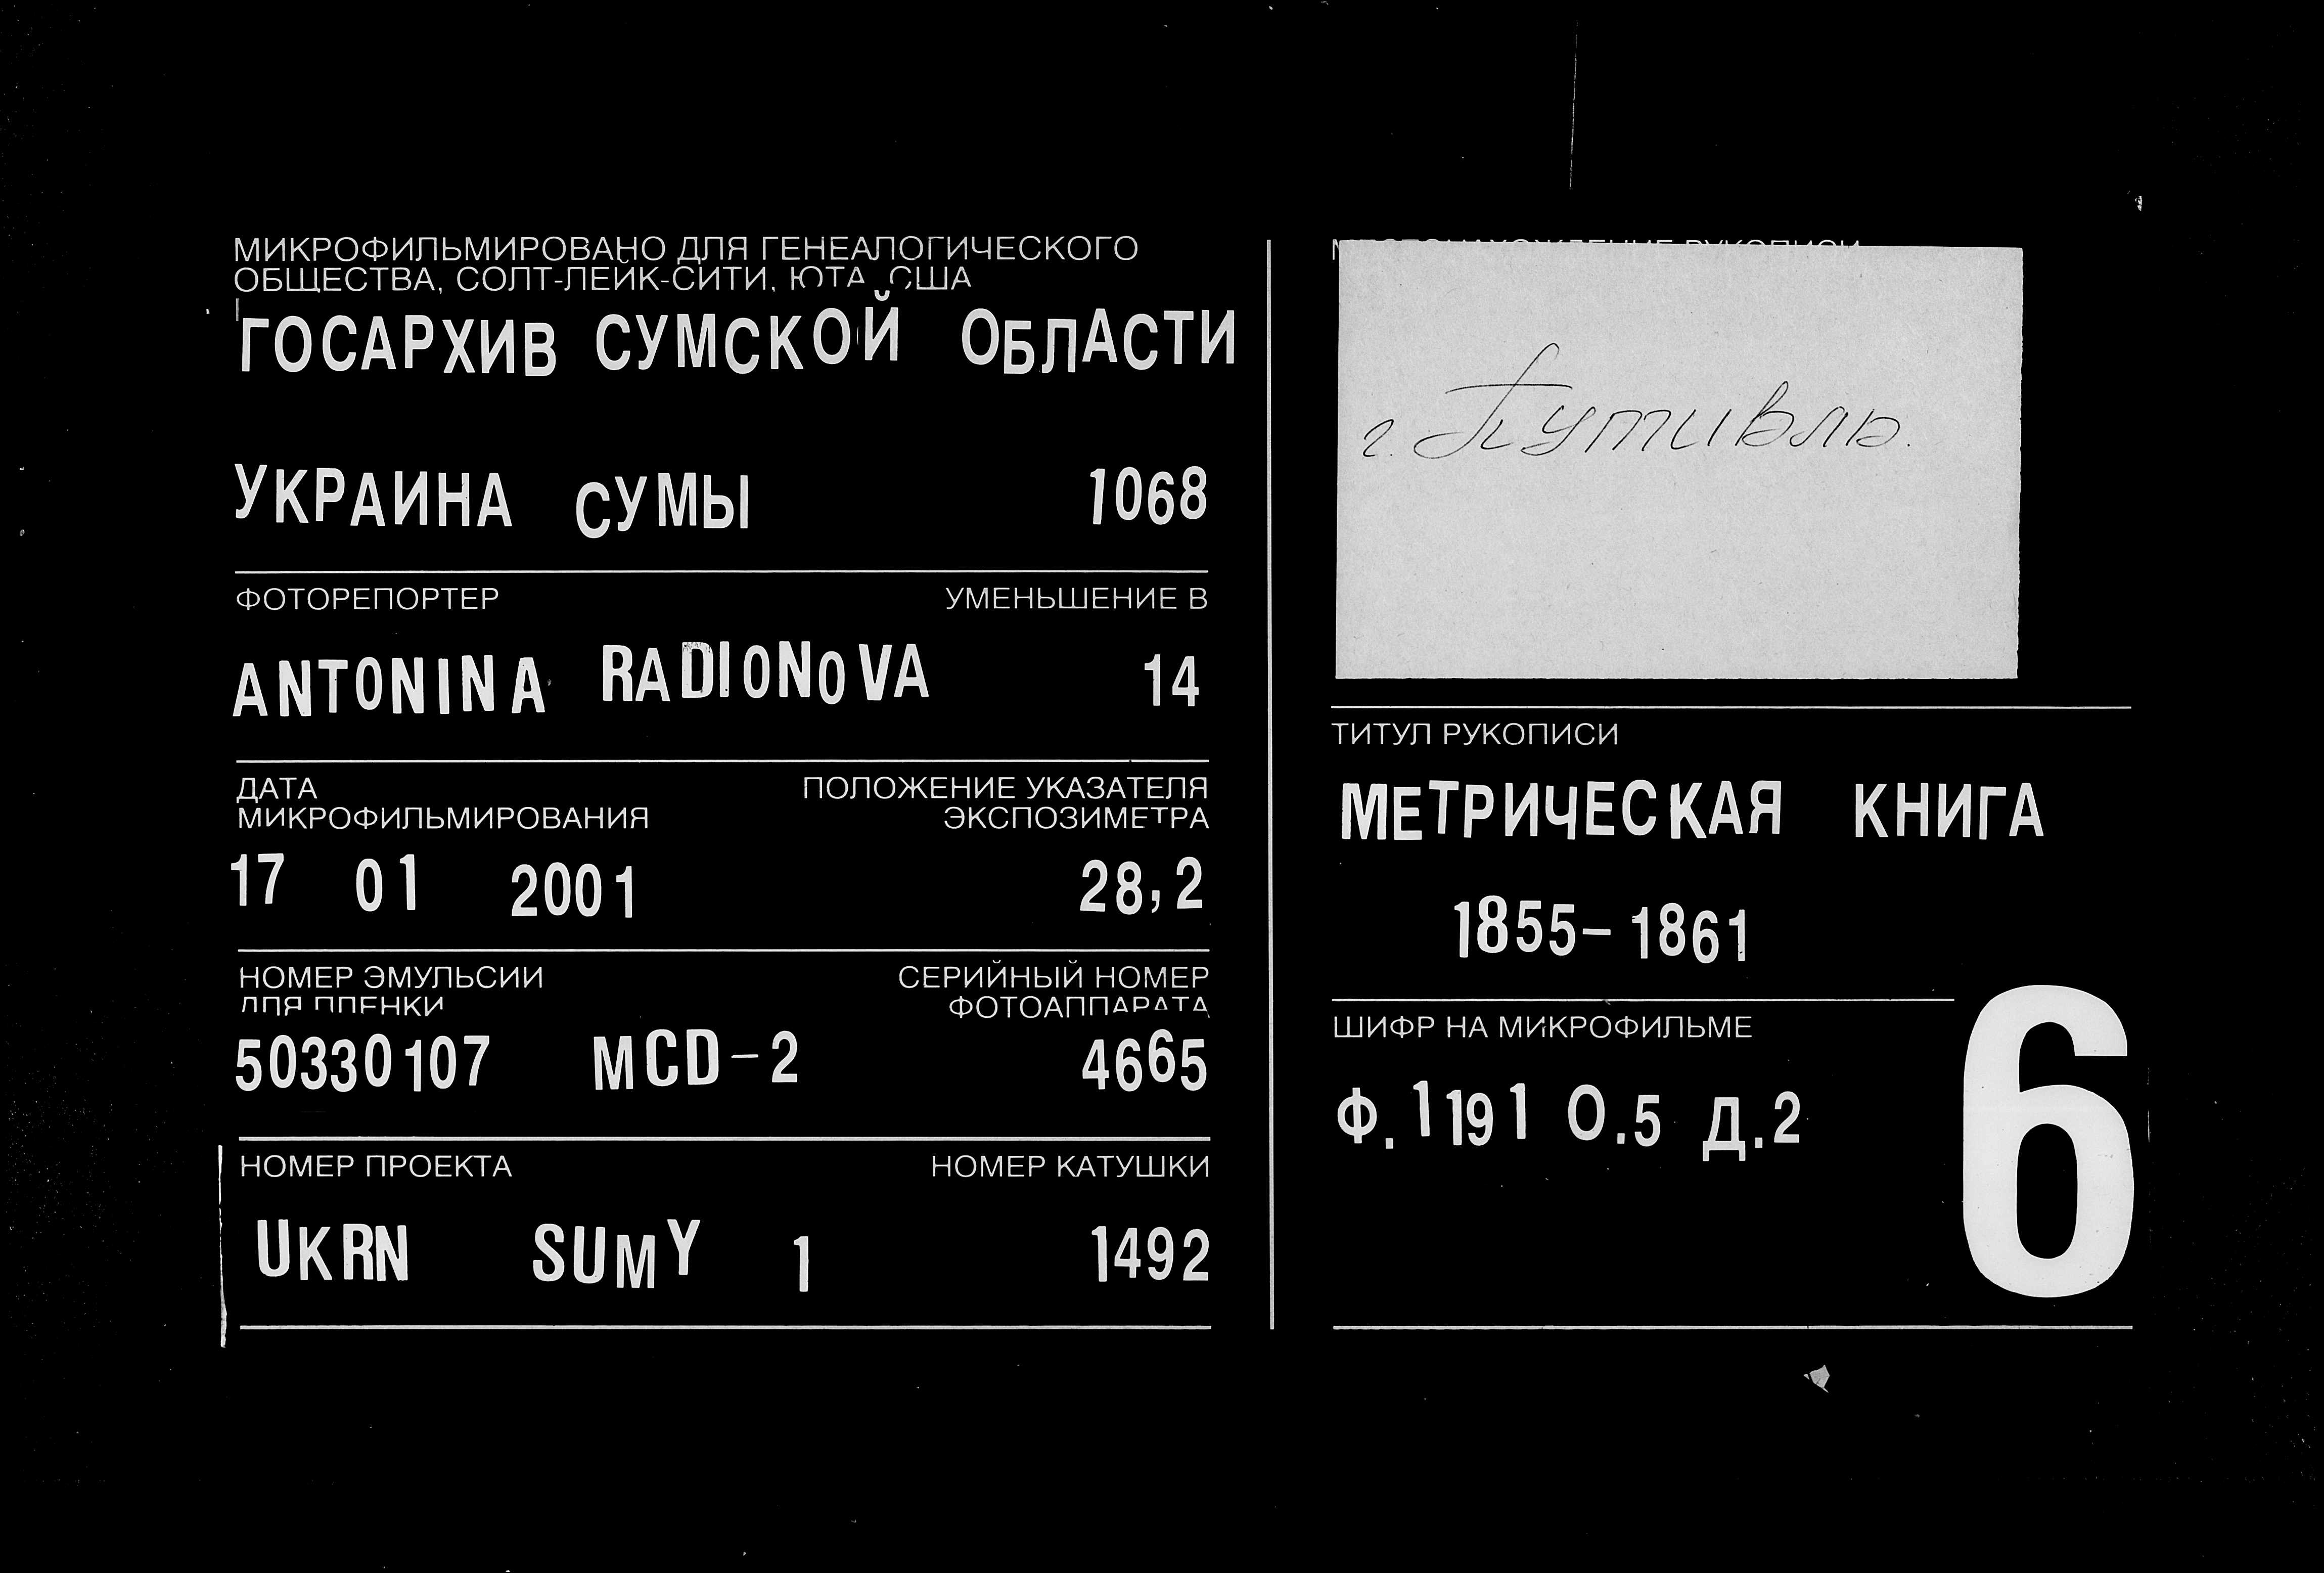 МИКРОФИЛЬМИРОВАНО ДЛЯ ГЕНЕАЛОГИЧЕСКОГО
ОБЩЕСТВА, СОЛТ-ЛЕЙК-СИТИ, ЮТА, США
ГОСАРХИВ СУМСКОЙ ОБЛАСТИ
УКРАИНА СУМЫ 1068
ФОТОРЕПОРТЕР УМЕНЬШЕНИЕ В
ANTONINA RADIONOVA 14
ДАТА ПОЛОЖЕНИЕ УКАЗАТЕЛЯ
МИКРОФИЛЬМИРОВАНИЯ ЭКСПОЗИМЕТРА
17 01 2001 28,2
НОМЕР ЭМУЛЬСИИ СЕРИЙНЫЙ НОМЕР
ДЛЯ ПЛЕНКИ ФОТОАППАРАТА
50330107 MCD-2 4665
НОМЕР ПРОЕКТА НОМЕР КАТУШКИ
UKRN SUMY 1 1492
МЕСТОНАХОЖДЕНИЕ РУКОПИСИ
г. Путивль.
ТИТУЛ РУКОПИСИ
МЕТРИЧЕСКАЯ КНИГА
1855-1861
ШИФР НА МИКРОФИЛЬМЕ
Ф.1191 О.5 Д.2
6